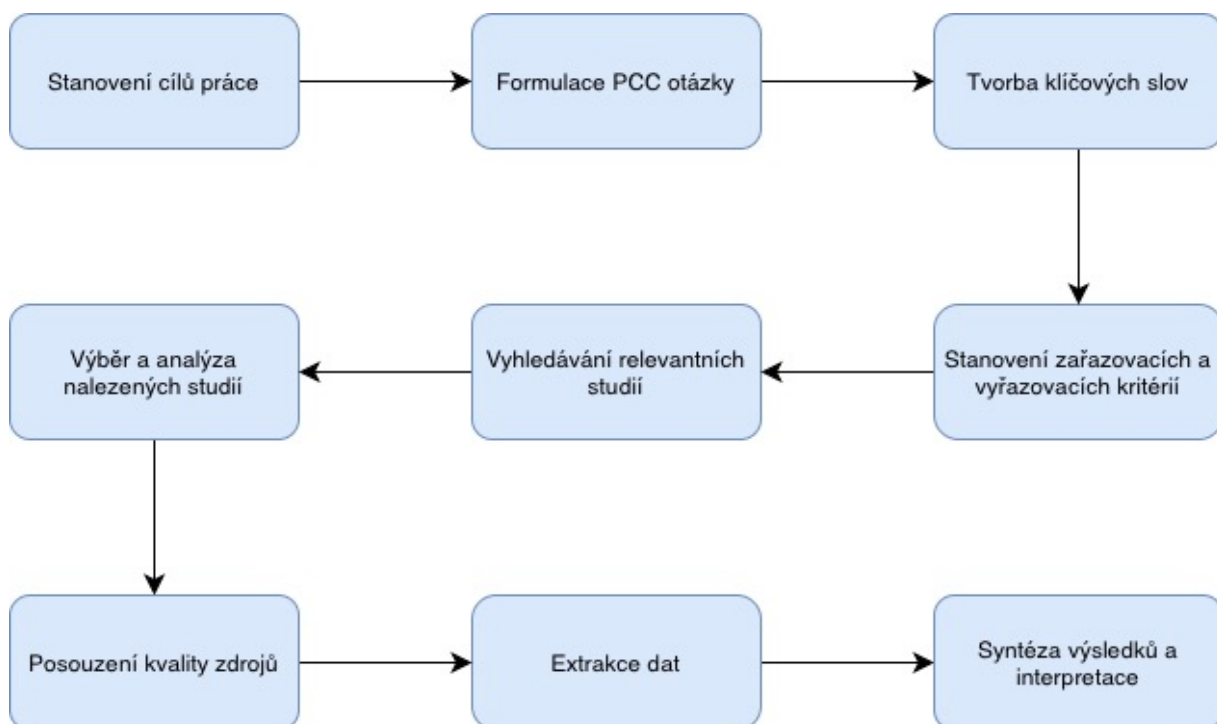 Stanovení cílů práce
Formulace PCC otázky
Tvorba klíčových slov
Stanovení zařazovacích a
vyřazovacích kritérií
Vyhledávání relevantních
studií
Výběr a analýza
nalezených studií
Posouzení kvality zdrojů
Extrakce dat
Syntéza výsledků a
interpretace